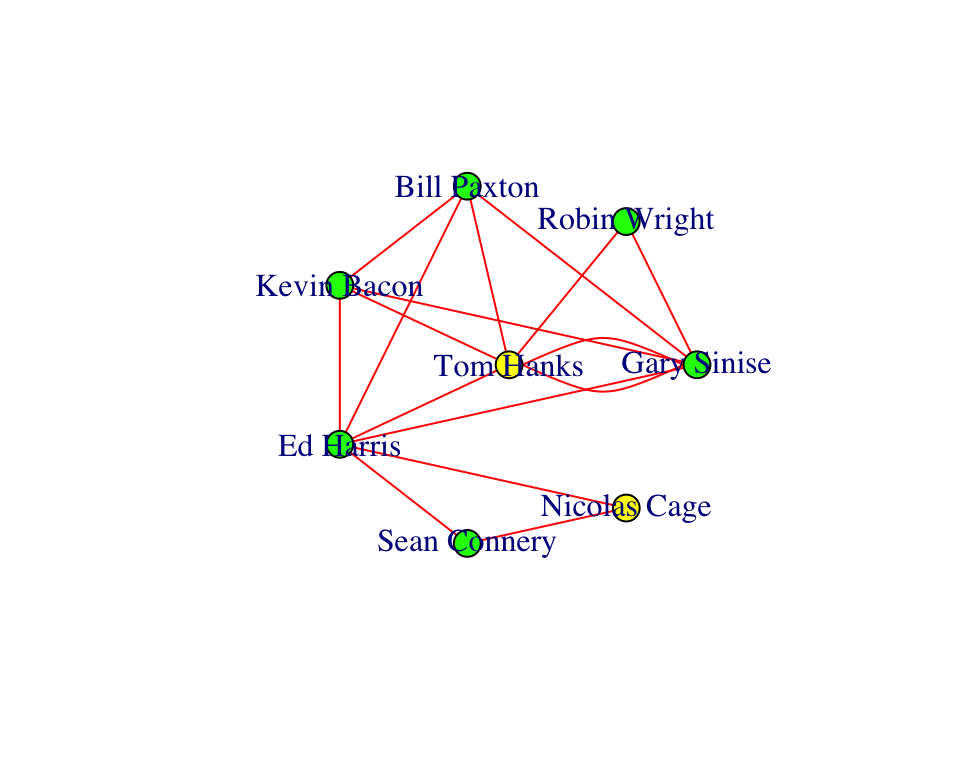 Bill Paxton
Robin Wright
Kevin Bacon
Tom Hanks
Gary Sinise
Ed Harris
Nicolas Cage
Sean Connery